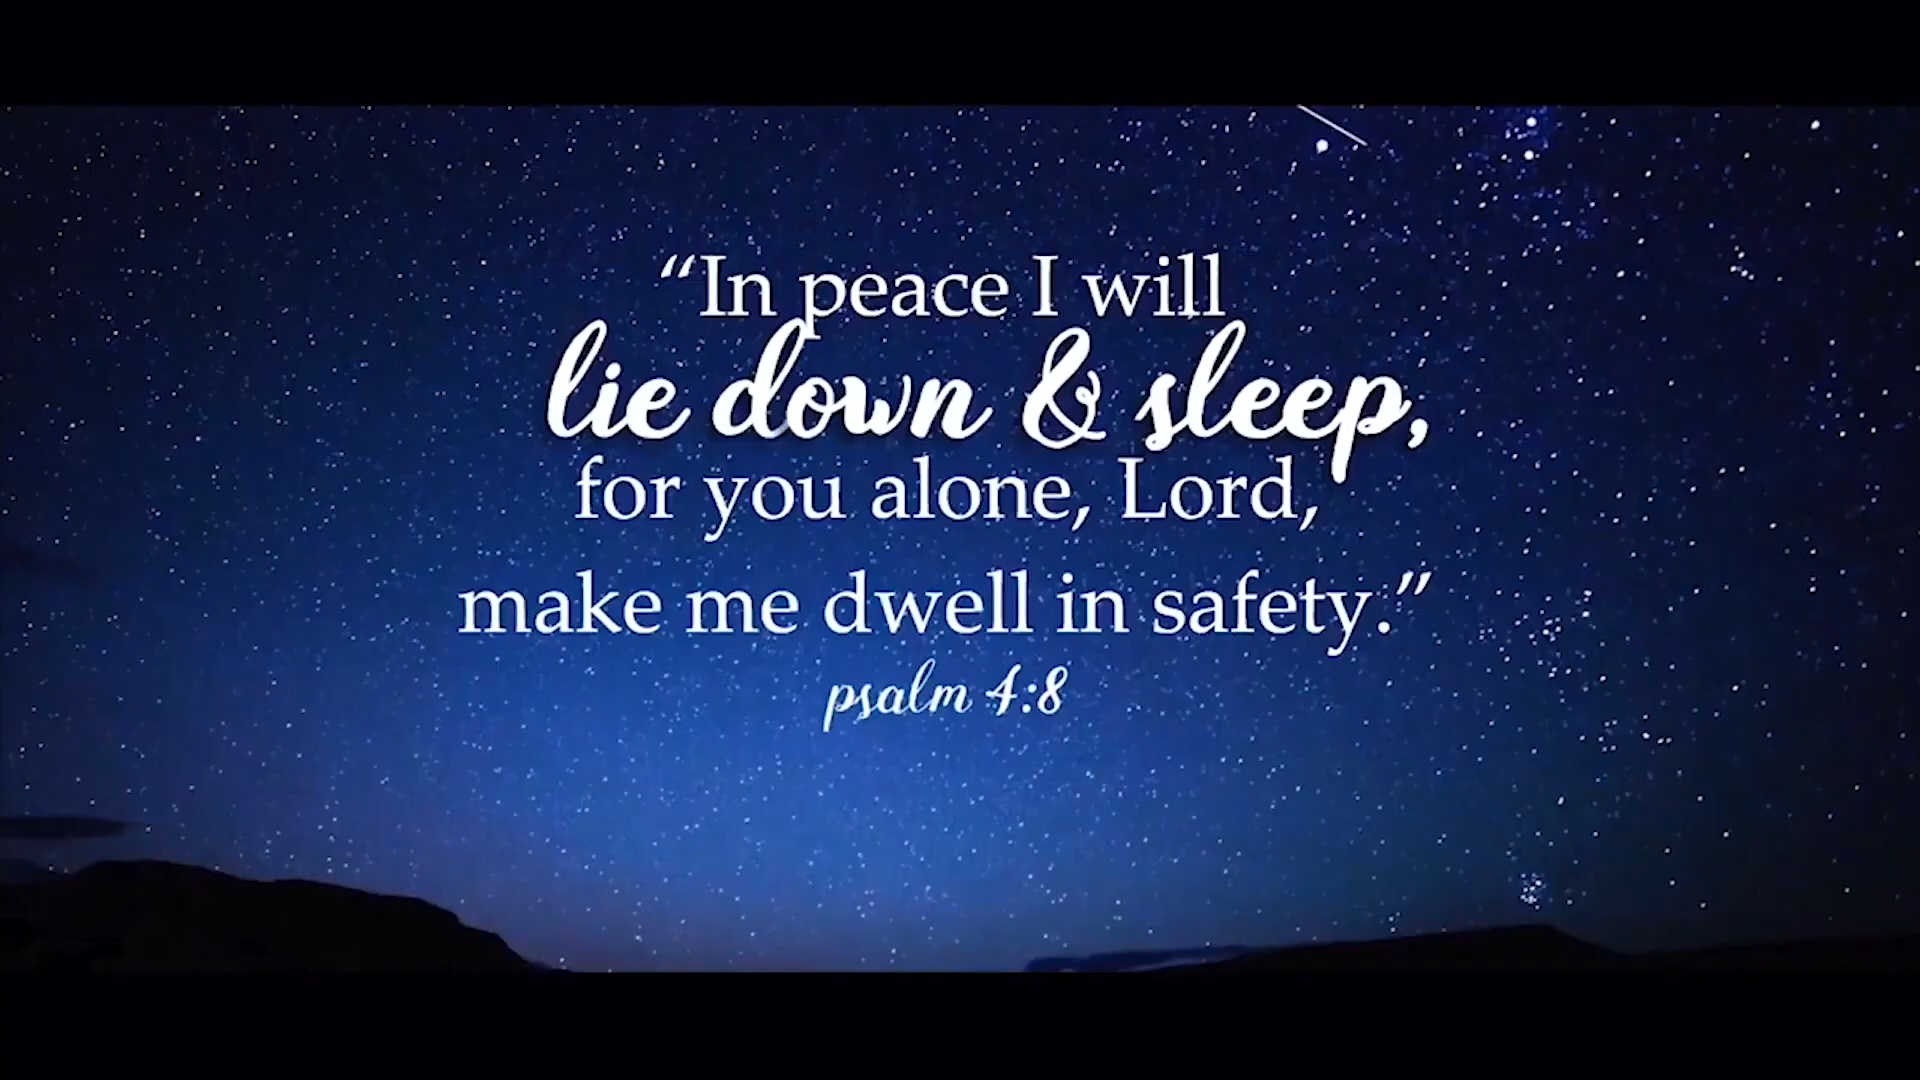 “In peace I will
lie down & sleep,
for you alone, Lord,
make me dwell in safety.”
psalm 4:8